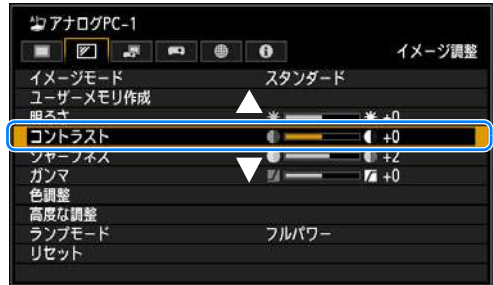 アナログPC-1
イメージ調整
イメージモード スタンダード
ユーザーメモリ作成
明るさ +0
コントラスト +0
シャープネス +2
ガンマ +0
色調整
高度な調整
ランプモード フルパワー
リセット